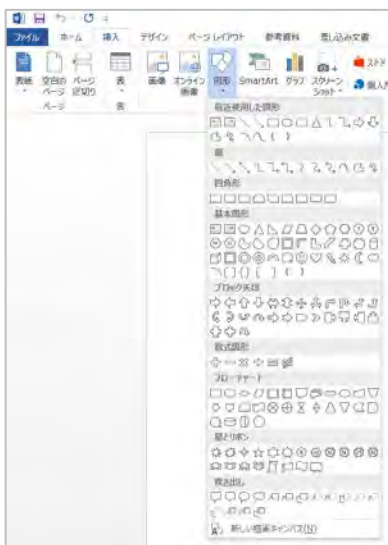 ファイル ホーム 挿入 デザイン ページ レイアウト 参考資料 差し込み文書
表紙 空白の ページ 表 画像 オンライン 図形 SmartArt グラフ スクリーン ストア
ページ 区切り 画像 ショット 個人用
ページ 表
最近使用した図形
線
四角形
基本図形
ブロック矢印
数式図形
フローチャート
星とリボン
吹き出し
新しい描画キャンバス(N)